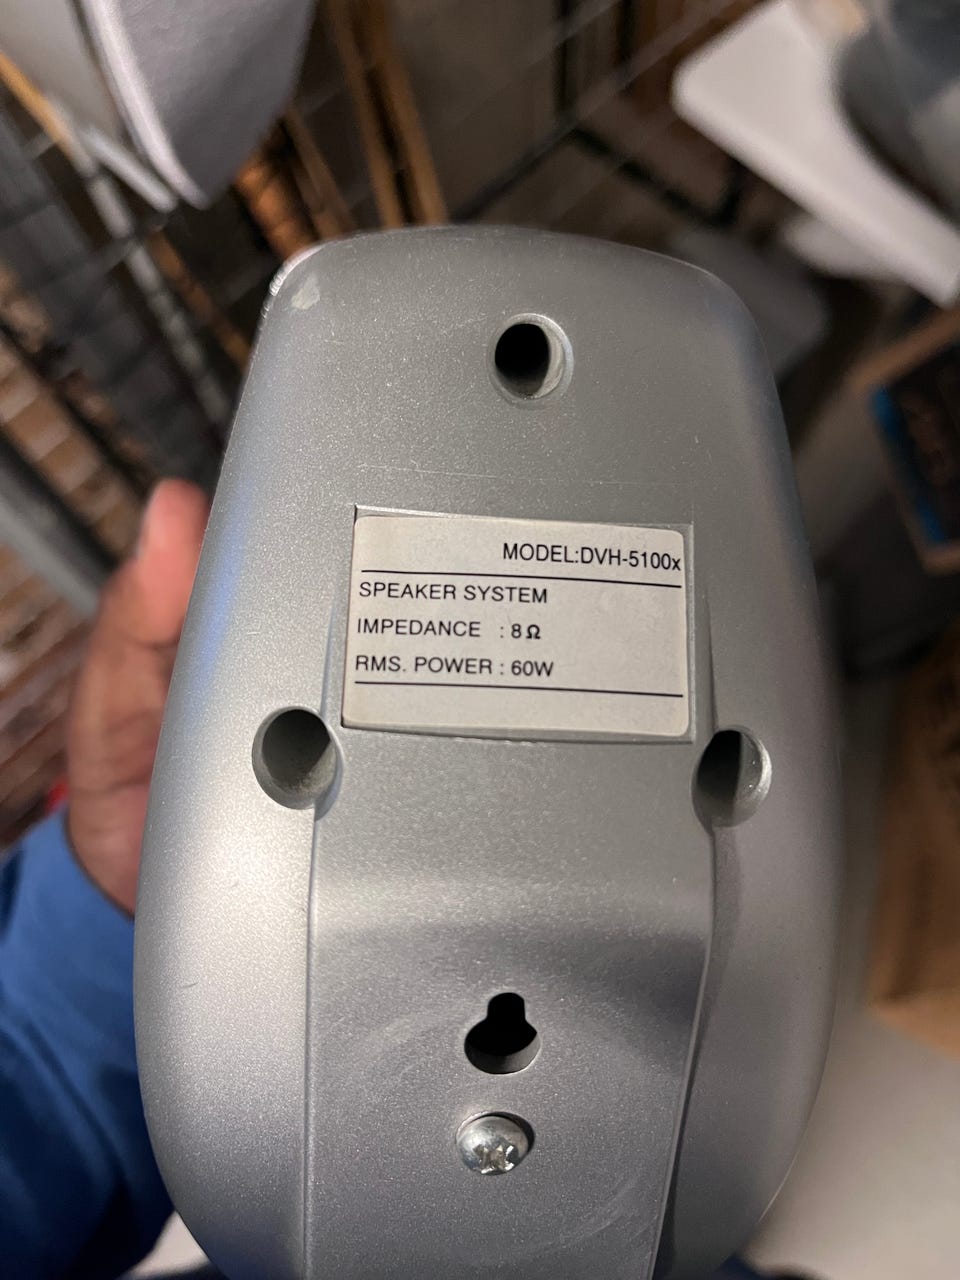 MODEL:DVH-5100x
SPEAKER SYSTEM
IMPEDANCE : 8Ω
RMS. POWER : 60W